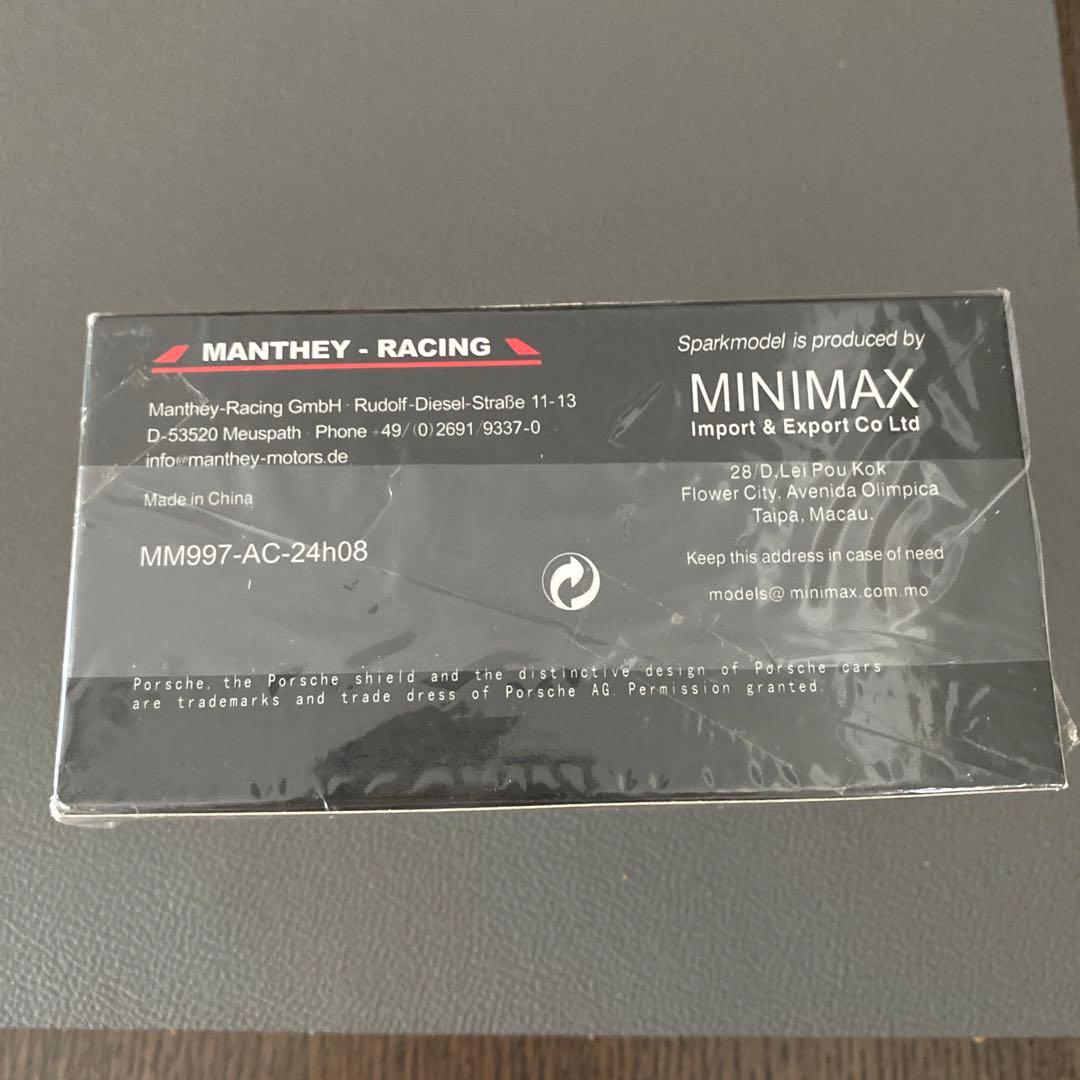 MANTHEY - RACING
Manthey-Racing GmbH · Rudolf-Diesel-Straße 11-13
D-53520 Meuspath · Phone +49/(0)2691/9337-0
info@manthey-motors.de
Made in China
MM997-AC-24h08
Sparkmodel is produced by
MINIMAX
Import & Export Co Ltd
28/D,Lei Pou Kok
Flower City, Avenida Olimpica
Taipa, Macau.
Keep this address in case of need
models@ minimax.com.mo
Porsche, the Porsche shield and the distinctive design of Porsche cars
are trademarks and trade dress of Porsche AG. Permission granted.